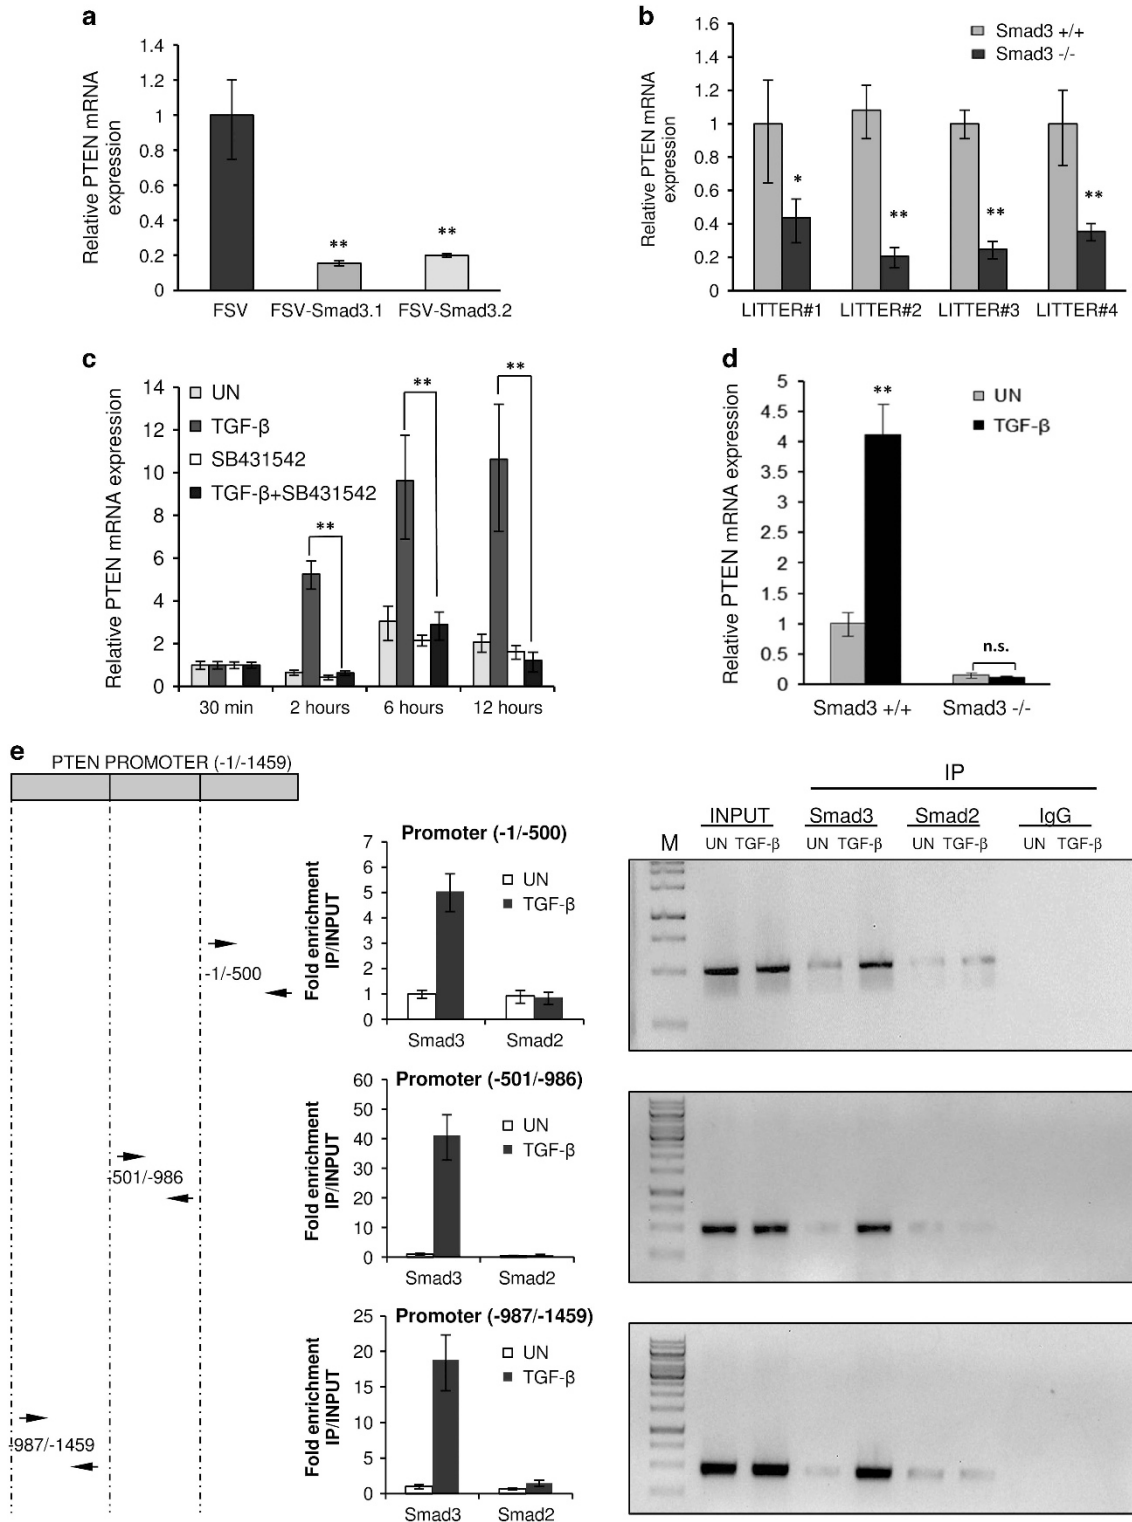 a
Relative PTEN mRNA
expression
1.4
1.2
1
0.8
0.6
0.4
0.2
0
**
**
FSV
FSV-Smad3.1
FSV-Smad3.2
b
Relative PTEN mRNA
expression
1.6
1.4
1.2
1
0.8
0.6
0.4
0.2
0
Smad3 +/+
Smad3 -/-
*
**
**
**
LITTER#1
LITTER#2
LITTER#3
LITTER#4
c
Relative PTEN mRNA expression
14
12
10
8
6
4
2
0
UN
TGF-β
SB431542
TGF-β+SB431542
**
**
**
30 min
2 hours
6 hours
12 hours
d
Relative PTEN mRNA expression
5
4.5
4
3.5
3
2.5
2
1.5
1
0.5
0
UN
TGF-β
**
n.s.
Smad3 +/+
Smad3 -/-
e
PTEN PROMOTER (-1/-1459)
-1/-500
-501/-986
-987/-1459
Promoter (-1/-500)
Fold enrichment
IP/INPUT
7
6
5
4
3
2
1
0
UN
TGF-β
Smad3
Smad2
Promoter (-501/-986)
Fold enrichment
IP/INPUT
60
50
40
30
20
10
0
UN
TGF-β
Smad3
Smad2
Promoter (-987/-1459)
Fold enrichment
IP/INPUT
25
20
15
10
5
0
UN
TGF-β
Smad3
Smad2
IP
INPUT
Smad3
Smad2
IgG
M
UN TGF-β
UN TGF-β
UN TGF-β
UN TGF-β